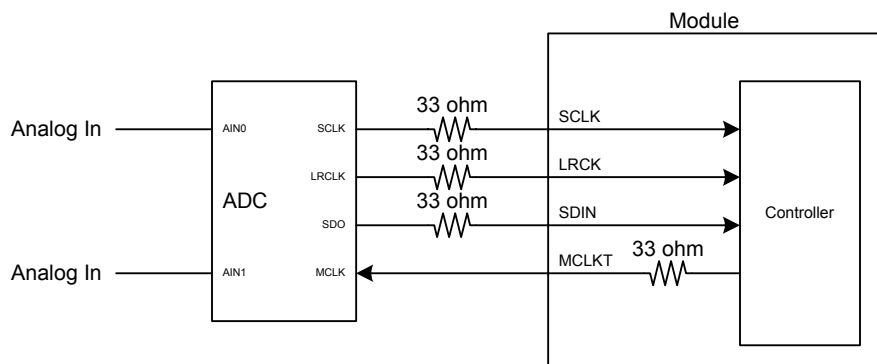 Module
33 ohm
Analog In
AIN0
SCLK
SCLK
33 ohm
LRCLK
LRCK
ADC
33 ohm
Controller
SDO
SDIN
33 ohm
Analog In
AIN1
MCLK
MCLKT